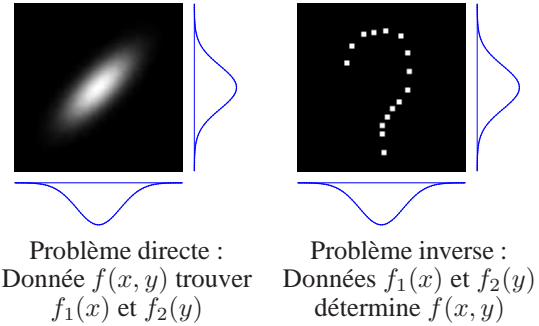 Problème directe :
Donnée f(x, y) trouver
f₁(x) et f₂(y)
Problème inverse :
Données f₁(x) et f₂(y)
détermine f(x, y)